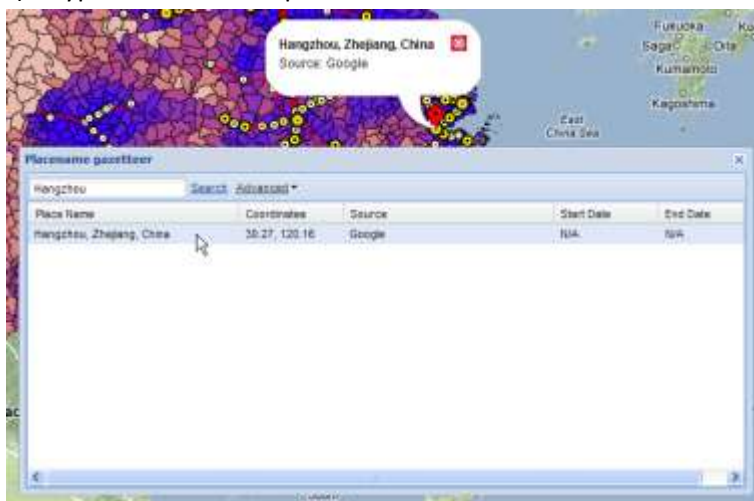 Hangzhou, Zhejiang, China
Source: Google
Fukuoka
Saga
Oita
Kumamoto
Kagoshima
East
China Sea
Placename gazetteer
Hangzhou Search Advanced
Place Name Coordinates Source Start Date End Date
Hangzhou, Zhejiang, China 30.27, 120.16 Google N/A N/A